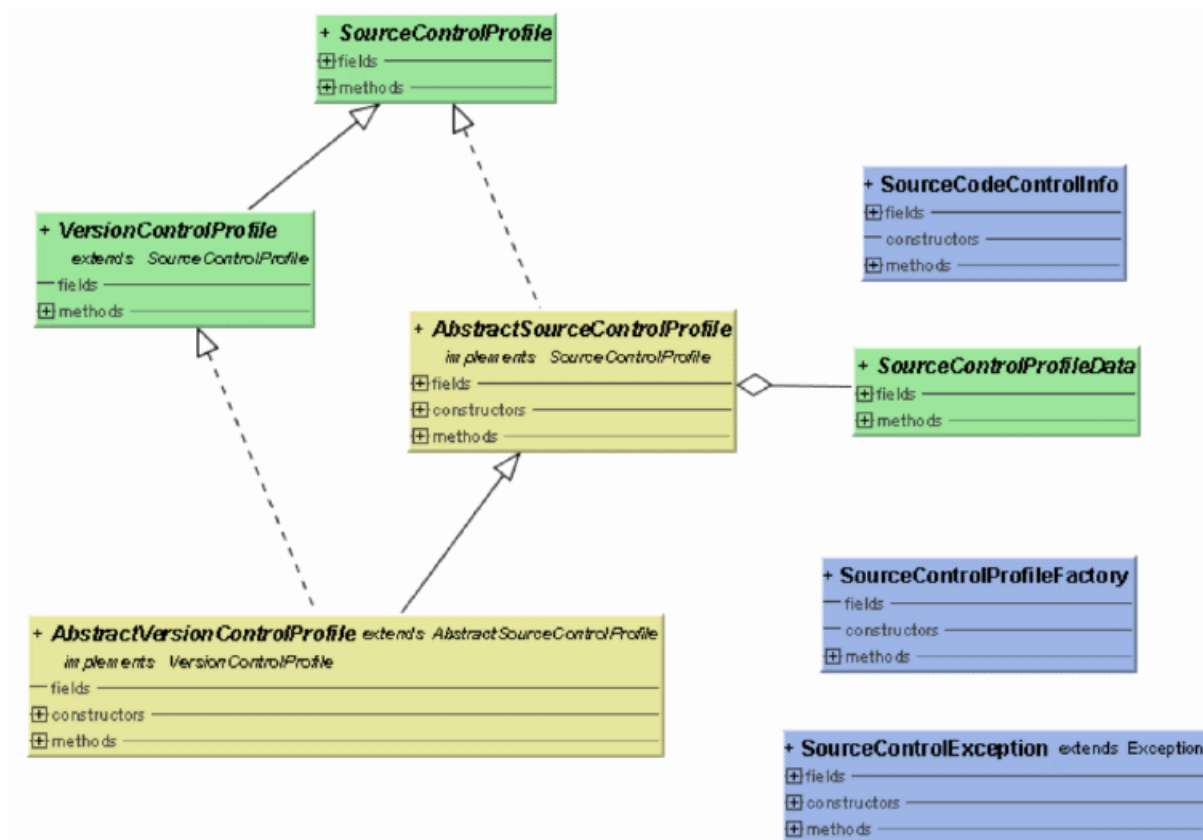 + SourceControlProfile
+ fields
+ methods
+ VersionControlProfile
extends SourceControlProfile
fields
+ methods
+ SourceCodeControlInfo
+ fields
constructors
+ methods
+ AbstractSourceControlProfile
implements SourceControlProfile
+ fields
+ constructors
+ methods
+ SourceControlProfileData
+ fields
+ methods
+ SourceControlProfileFactory
fields
constructors
+ methods
+ AbstractVersionControlProfile extends AbstractSourceControlProfile
implements VersionControlProfile
fields
+ constructors
+ methods
+ SourceControlException extends Exception
+ fields
+ constructors
+ methods